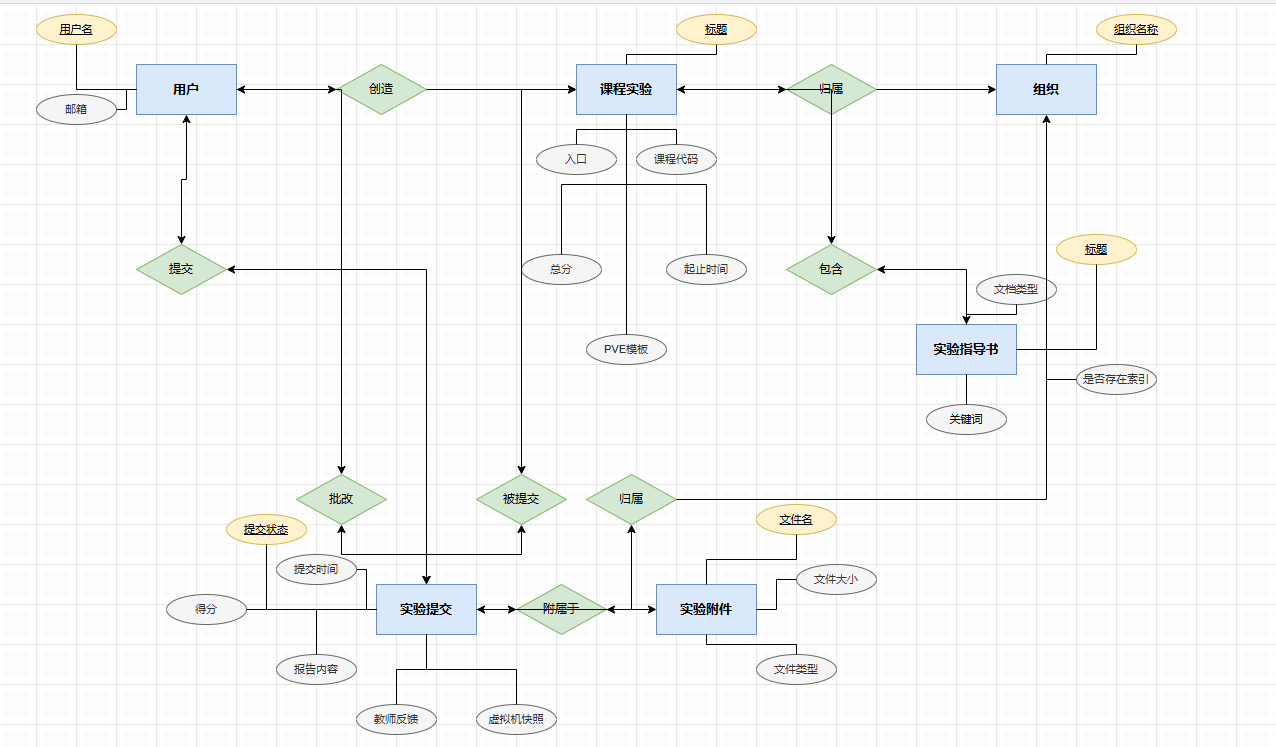 用户名
标题
组织名称
用户
创造
课程实验
归属
组织
邮箱
入口
课程代码
标题
提交
总分
起止时间
包含
文档类型
PVE模板
实验指导书
是否存在索引
关键词
批改
被提交
归属
文件名
提交状态
提交时间
文件大小
得分
实验提交
附属于
实验附件
报告内容
文件类型
教师反馈
虚拟机快照